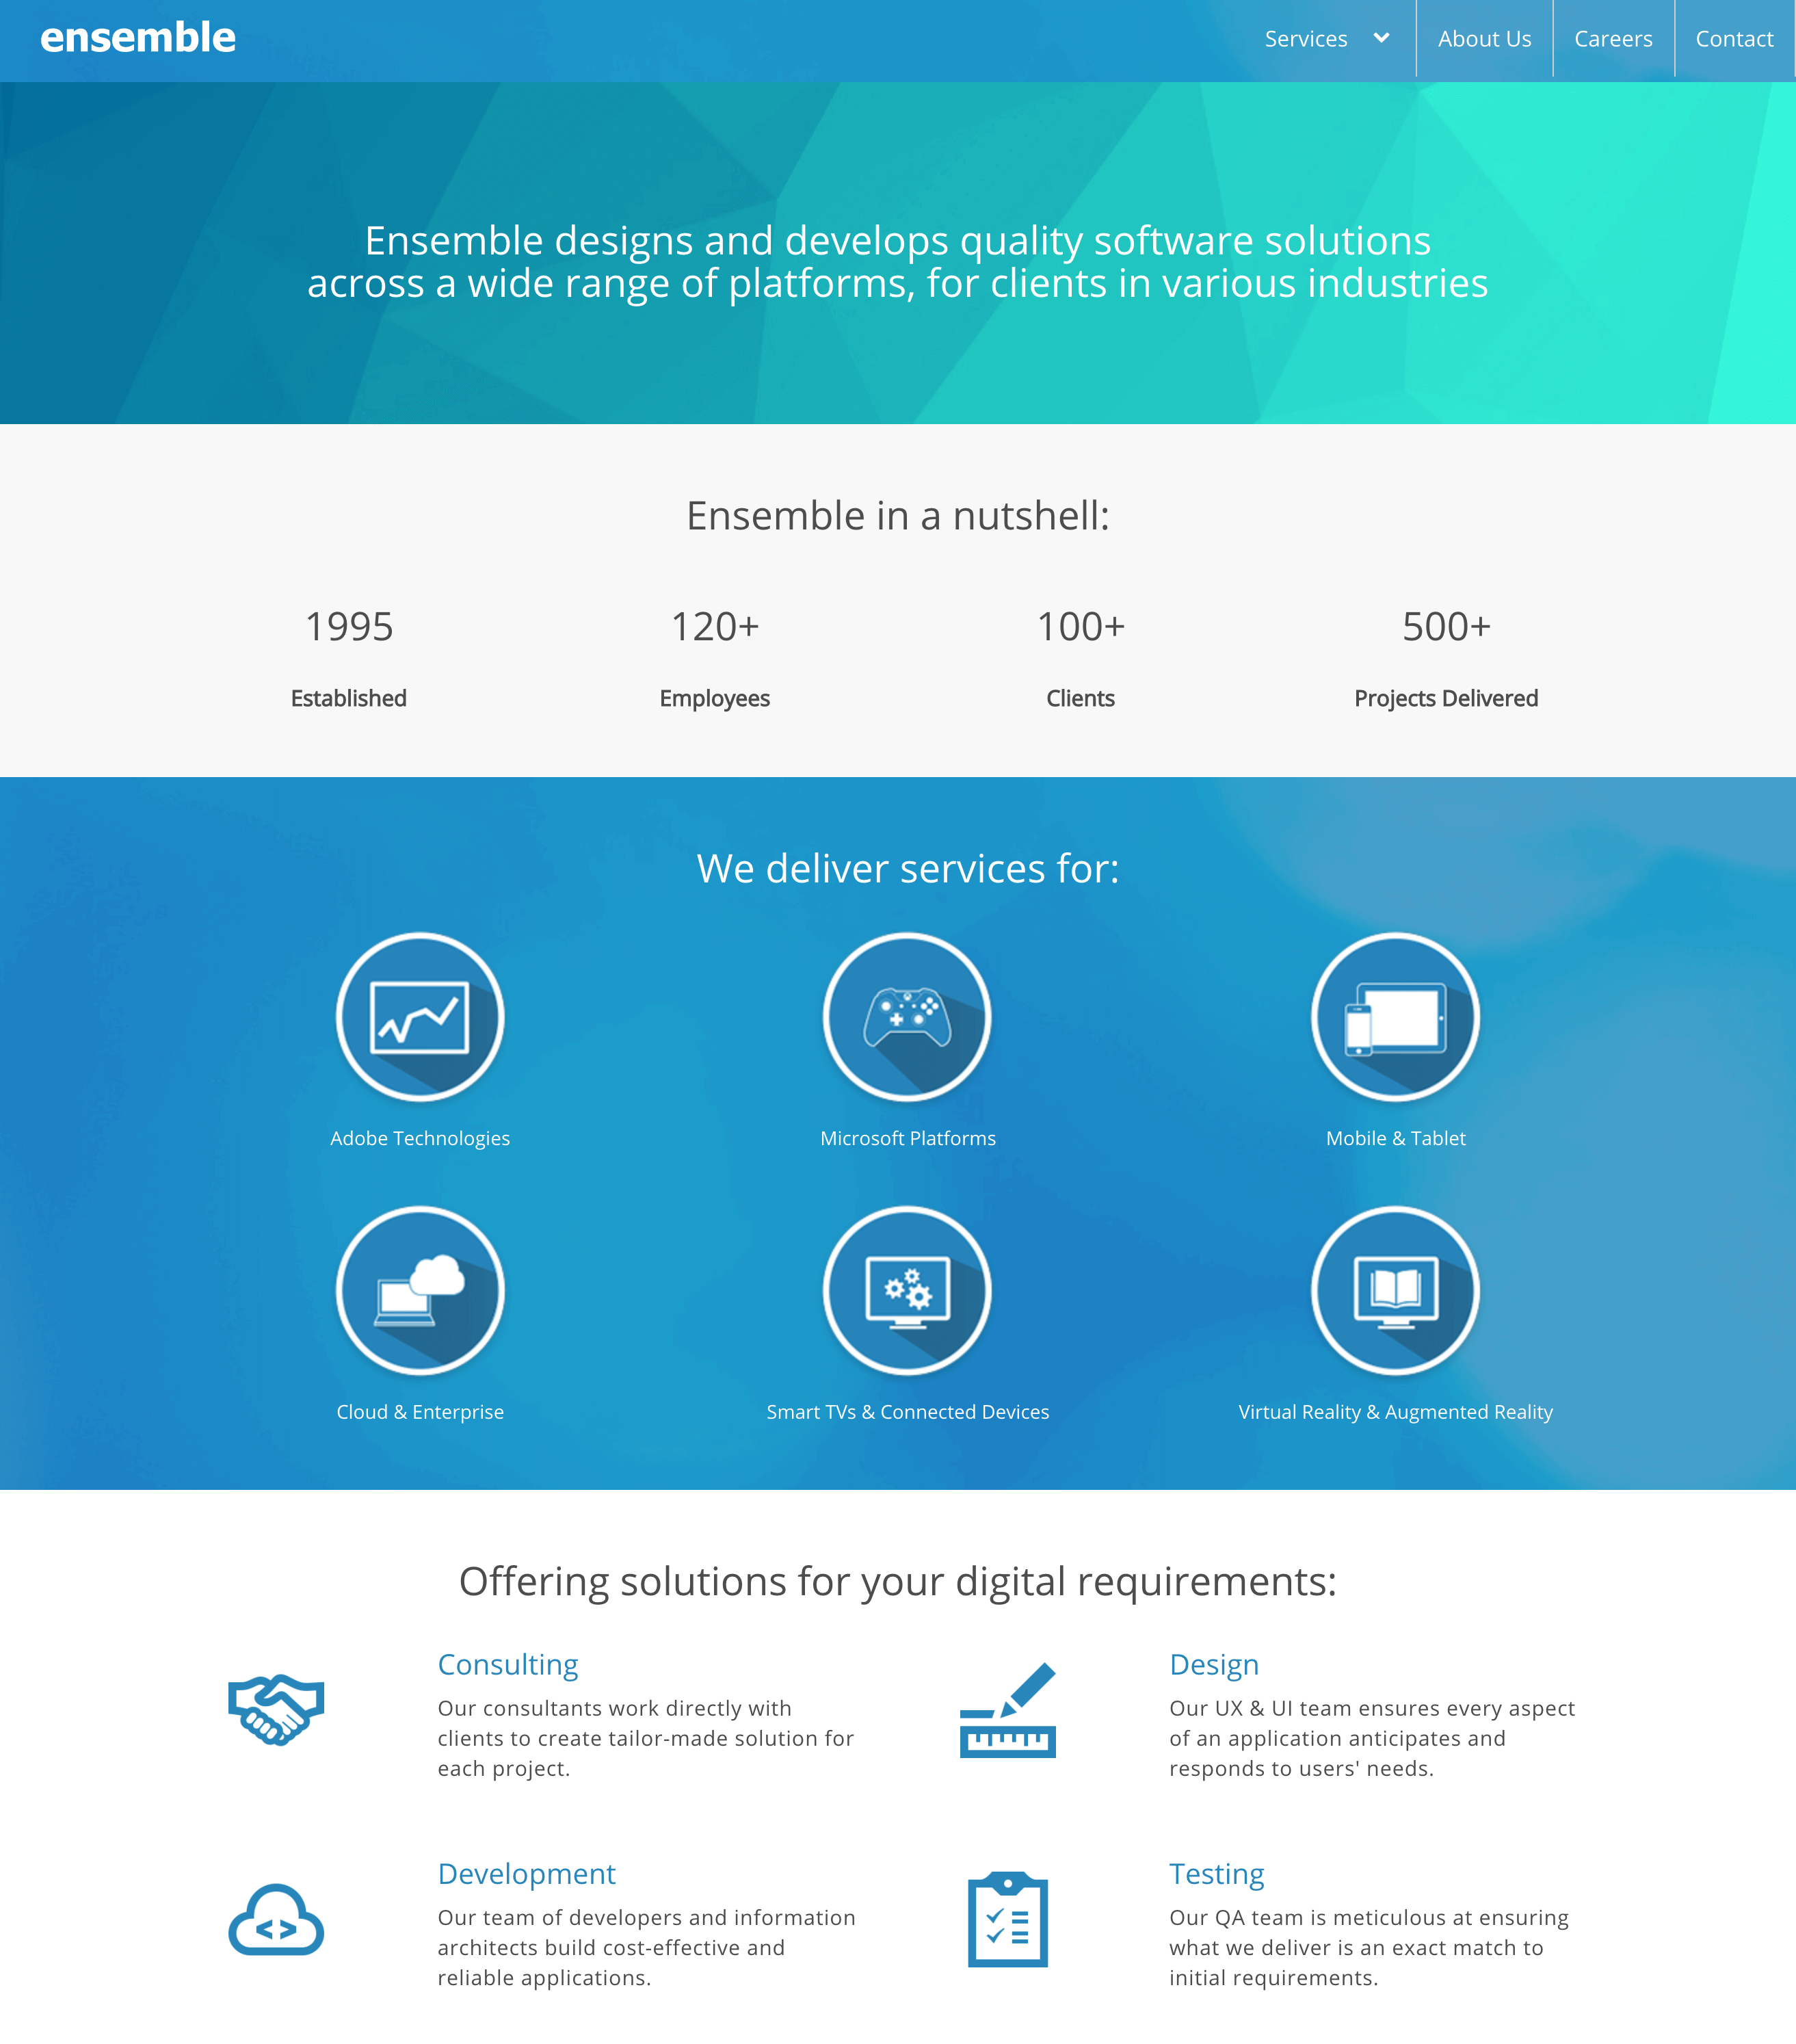 ensemble
Services
About Us
Careers
Contact
Ensemble designs and develops quality software solutions
across a wide range of platforms, for clients in various industries
Ensemble in a nutshell:
1995
120+
100+
500+
Established
Employees
Clients
Projects Delivered
We deliver services for:
Adobe Technologies
Microsoft Platforms
Mobile & Tablet
Cloud & Enterprise
Smart TVs & Connected Devices
Virtual Reality & Augmented Reality
Offering solutions for your digital requirements:
Consulting
Our consultants work directly with
clients to create tailor-made solution for
each project.
Design
Our UX & UI team ensures every aspect
of an application anticipates and
responds to users' needs.
Development
Our team of developers and information
architects build cost-effective and
reliable applications.
Testing
Our QA team is meticulous at ensuring
what we deliver is an exact match to
initial requirements.